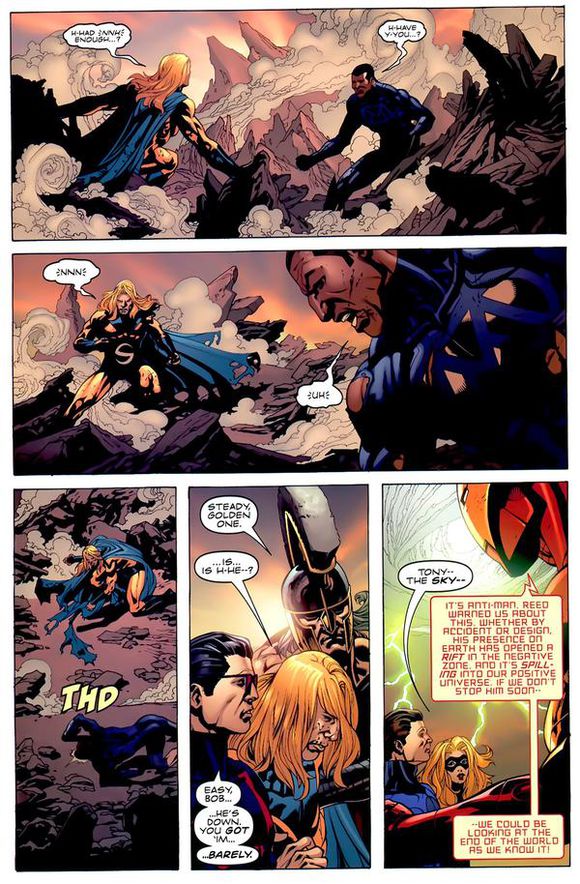 H-HAD ≷NNH≶
ENOUGH...?
H-HAVE
Y-YOU...?
≷NNN≶
S
≷UH≶
THD
STEADY,
GOLDEN
ONE.
...IS...
IS H-HE--?
EASY,
BOB...
...HE'S
DOWN.
YOU GOT
'IM...
...BARELY.
TONY--
THE SKY--
IT'S ANTI-MAN. REED
WARNED US ABOUT
THIS. WHETHER BY
ACCIDENT OR DESIGN,
HIS PRESENCE ON
EARTH HAS OPENED A
RIFT IN THE NEGATIVE
ZONE. AND IT'S SPILL-
ING INTO OUR POSITIVE
UNIVERSE. IF WE DON'T
STOP HIM SOON--
--WE COULD BE
LOOKING AT THE
END OF THE WORLD
AS WE KNOW IT!